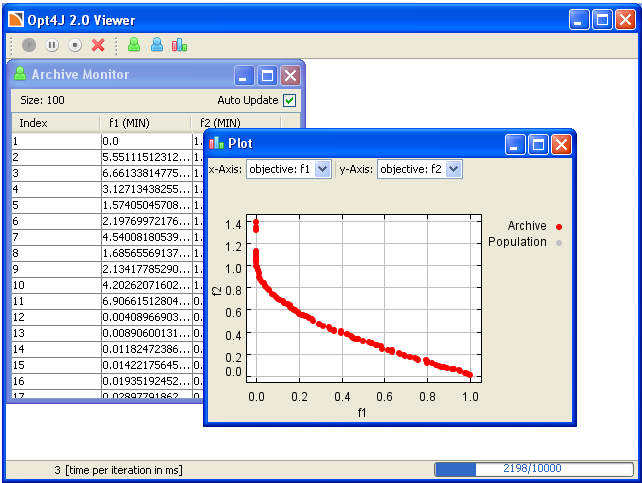 Opt4J 2.0 Viewer
Archive Monitor
Size: 100 Auto Update
Index f1 (MIN) f2 (MIN)
1 0.0 1.
2 5.55111512312... 1.
3 6.66133814775... 1.
4 3.12713438255... 1.
5 1.57405045708... 1.
6 2.19769972176... 1.
7 4.54008180539... 1.
8 1.68565569137... 1.
9 2.13417785290... 1.
10 4.20262071602... 1.
11 6.90661512804... 0.
12 0.00408966903... 0.
13 0.00890600131... 0.
14 0.01182472386... 0.
15 0.01422175645... 0.
16 0.01935192452... 0.
17 0.02897791862... 0.
Plot
x-Axis: objective: f1 y-Axis: objective: f2
Archive
Population
1.4
1.2
1.0
0.8
0.6
0.4
0.2
0.0
f2
0.0 0.2 0.4 0.6 0.8 1.0
f1
3 [time per iteration in ms] 2198/10000